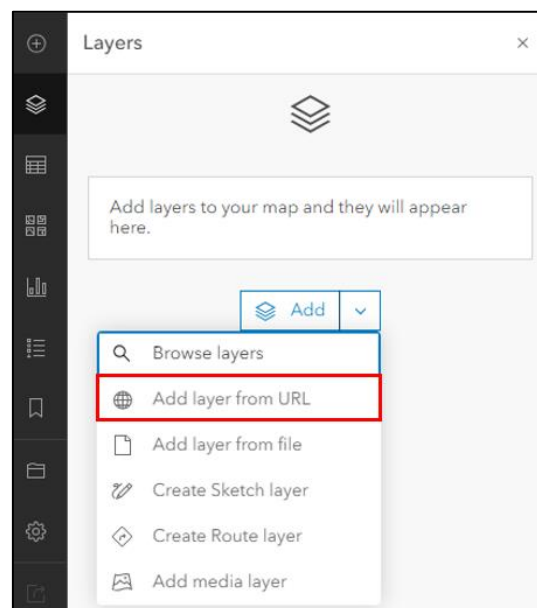 Layers
Add layers to your map and they will appear
here.
Add
Browse layers
Add layer from URL
Add layer from file
Create Sketch layer
Create Route layer
Add media layer